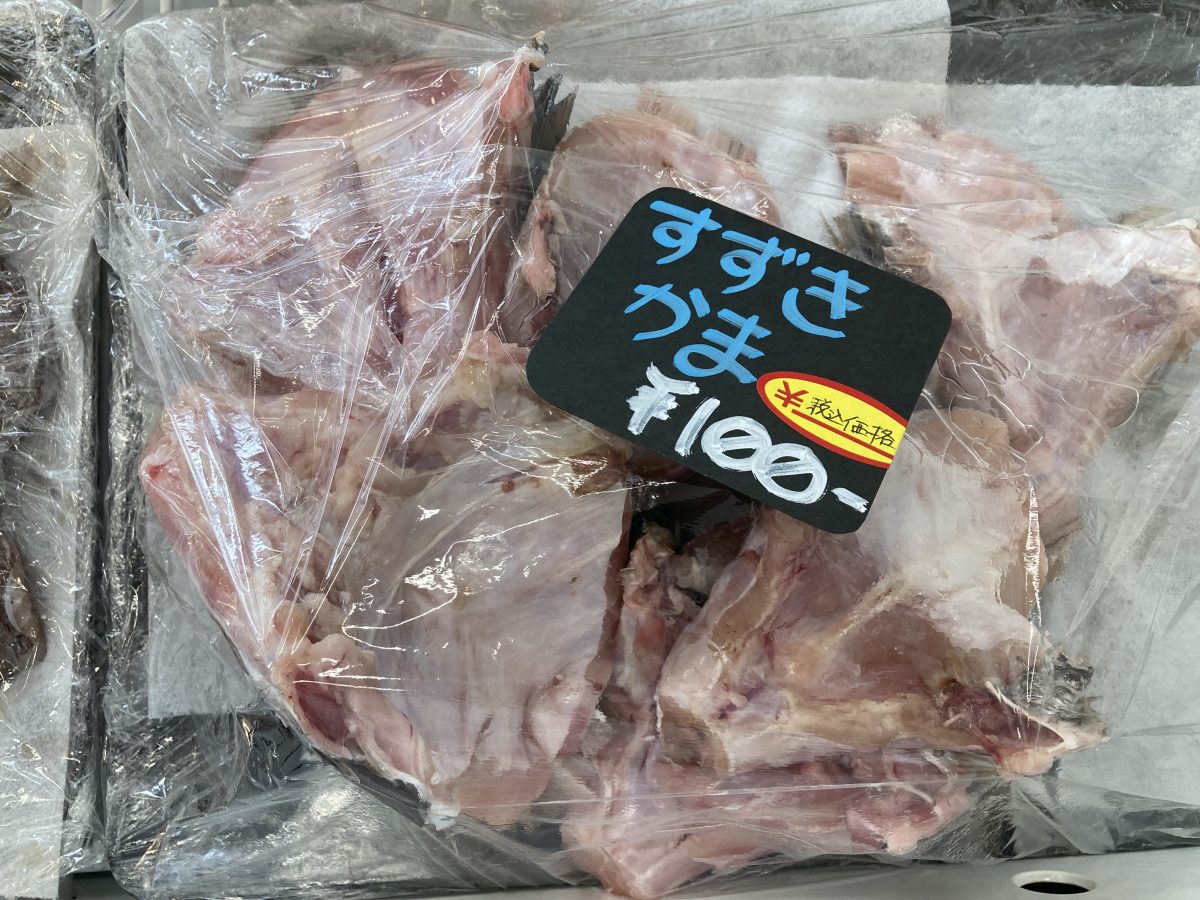 すずき
かま
¥100-
税込価格